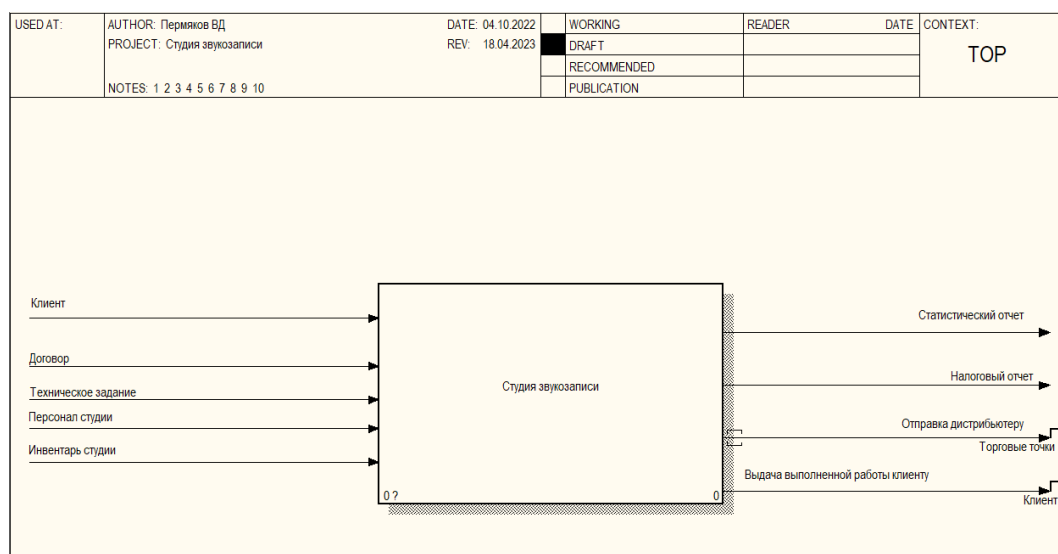 USED AT:
AUTHOR: Пермяков ВД
DATE: 04.10.2022
WORKING
READER
DATE
CONTEXT:
PROJECT: Студия звукозаписи
REV: 18.04.2023
DRAFT
TOP
RECOMMENDED
NOTES: 1 2 3 4 5 6 7 8 9 10
PUBLICATION
Клиент
Статистический отчет
Договор
Налоговый отчет
Студия звукозаписи
Техническое задание
Персонал студии
Отправка дистрибьютеру
Торговые точки
Инвентарь студии
Выдача выполненной работы клиенту
0 ?
0
Клиент